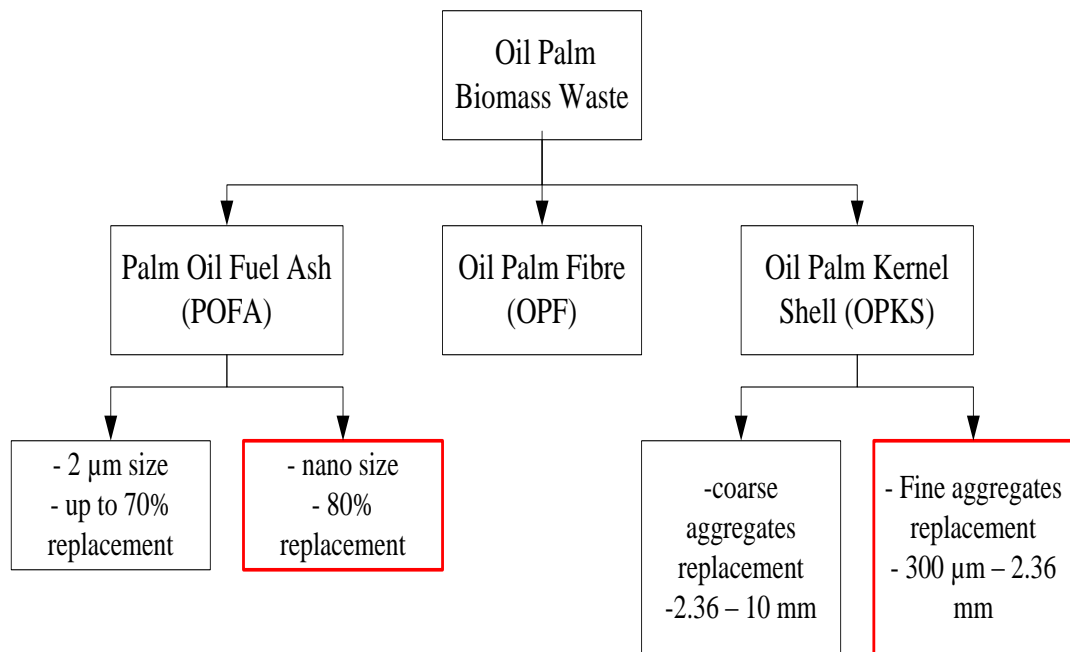 Oil Palm
Biomass Waste
Palm Oil Fuel Ash
(POFA)
Oil Palm Fibre
(OPF)
Oil Palm Kernel
Shell (OPKS)
- 2 µm size
- up to 70%
replacement
- nano size
- 80%
replacement
-coarse
aggregates
replacement
-2.36 – 10 mm
- Fine aggregates
replacement
- 300 µm – 2.36
mm